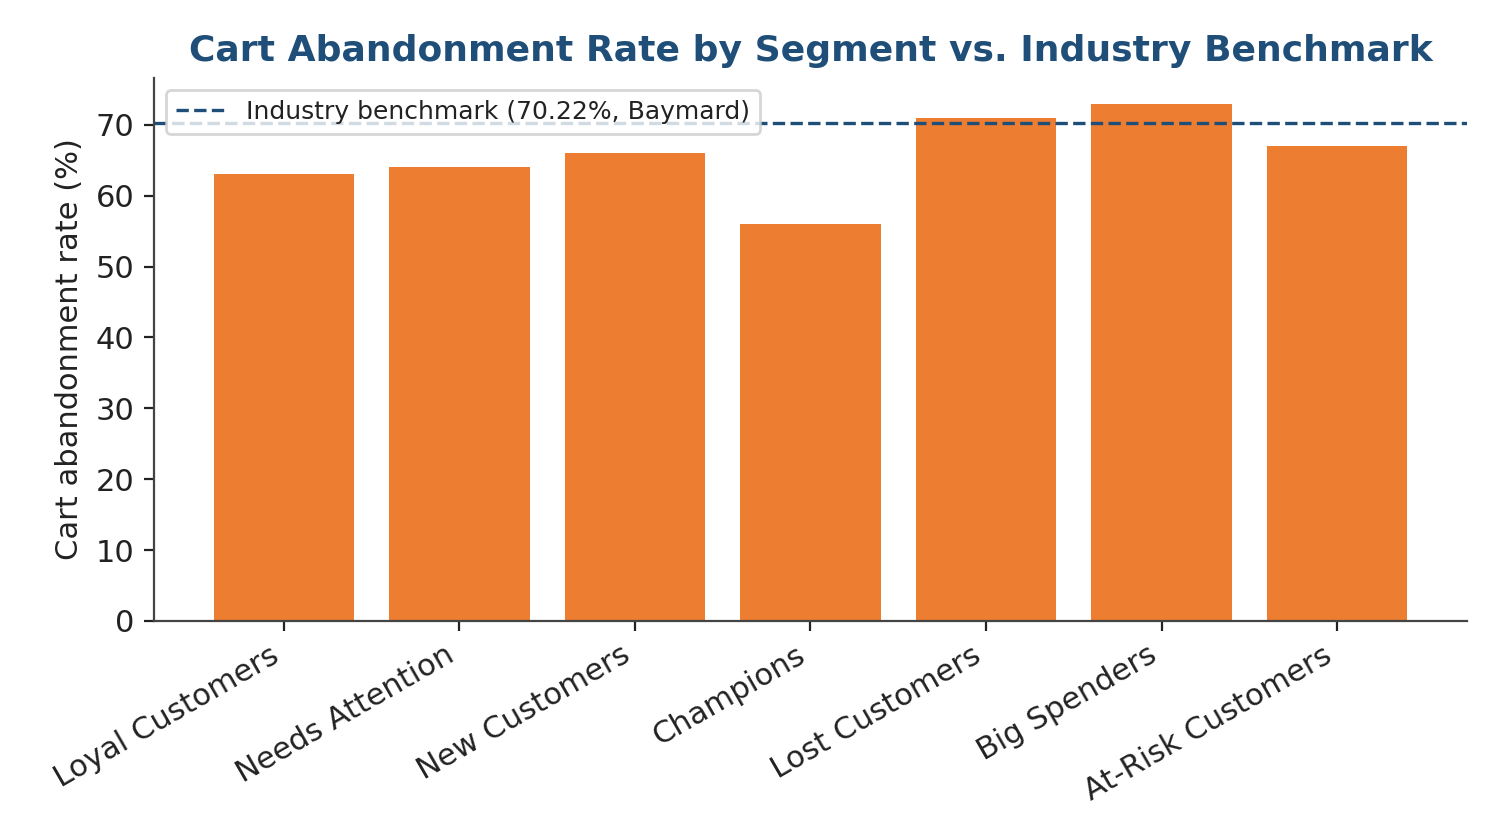 Cart Abandonment Rate by Segment vs. Industry Benchmark
Industry benchmark (70.22%, Baymard)
Cart abandonment rate (%)
70
60
50
40
30
20
10
0
Loyal Customers
Needs Attention
New Customers
Champions
Lost Customers
Big Spenders
At-Risk Customers